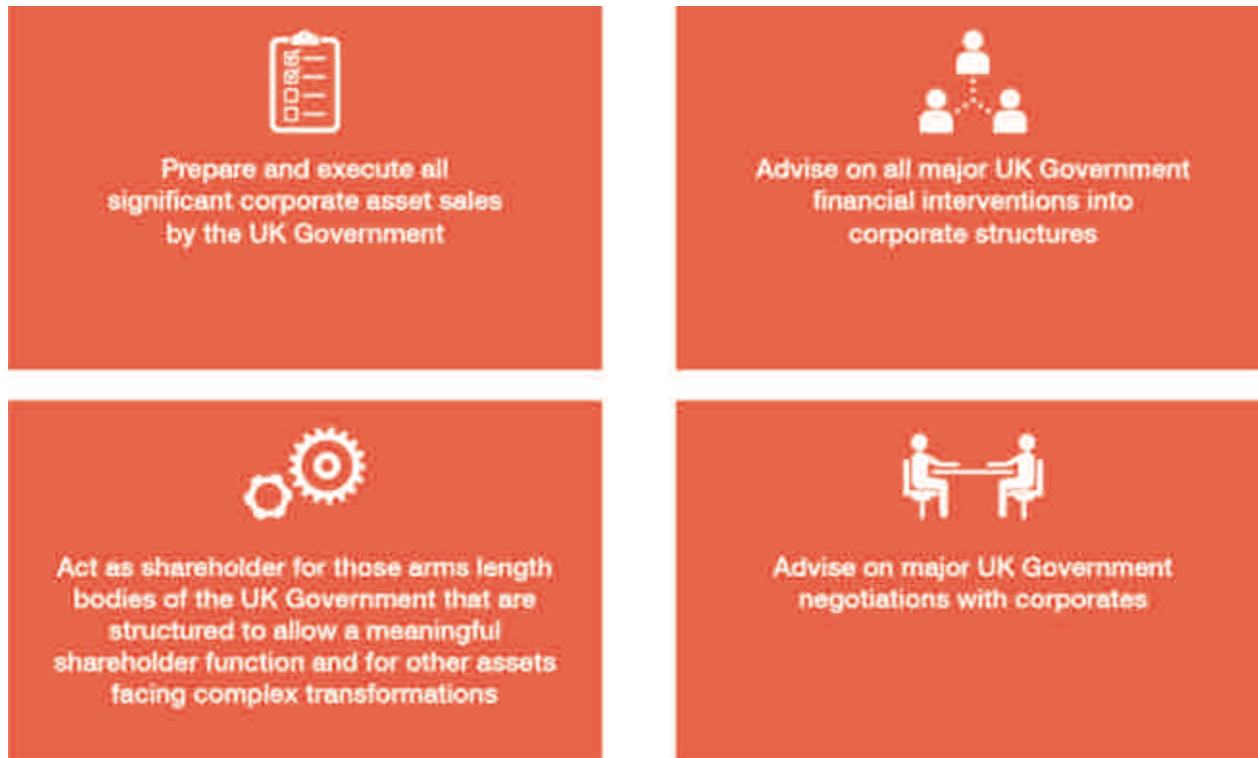 Prepare and execute all
significant corporate asset sales
by the UK Government
Advise on all major UK Government
financial interventions into
corporate structures
Act as shareholder for those arms length
bodies of the UK Government that are
structured to allow a meaningful
shareholder function and for other assets
facing complex transformations
Advise on major UK Government
negotiations with corporates